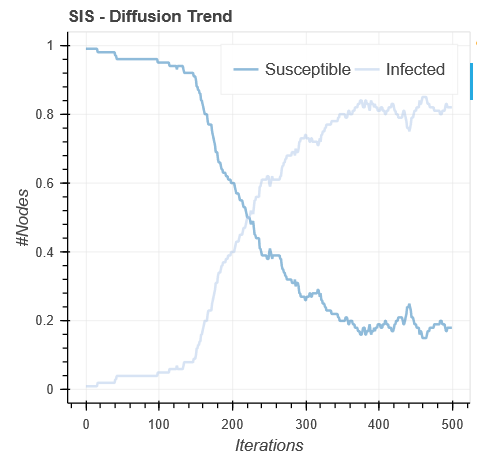 SIS - Diffusion Trend
Susceptible Infected
1
0.8
0.6
0.4
0.2
0
#Nodes
0 100 200 300 400 500
Iterations